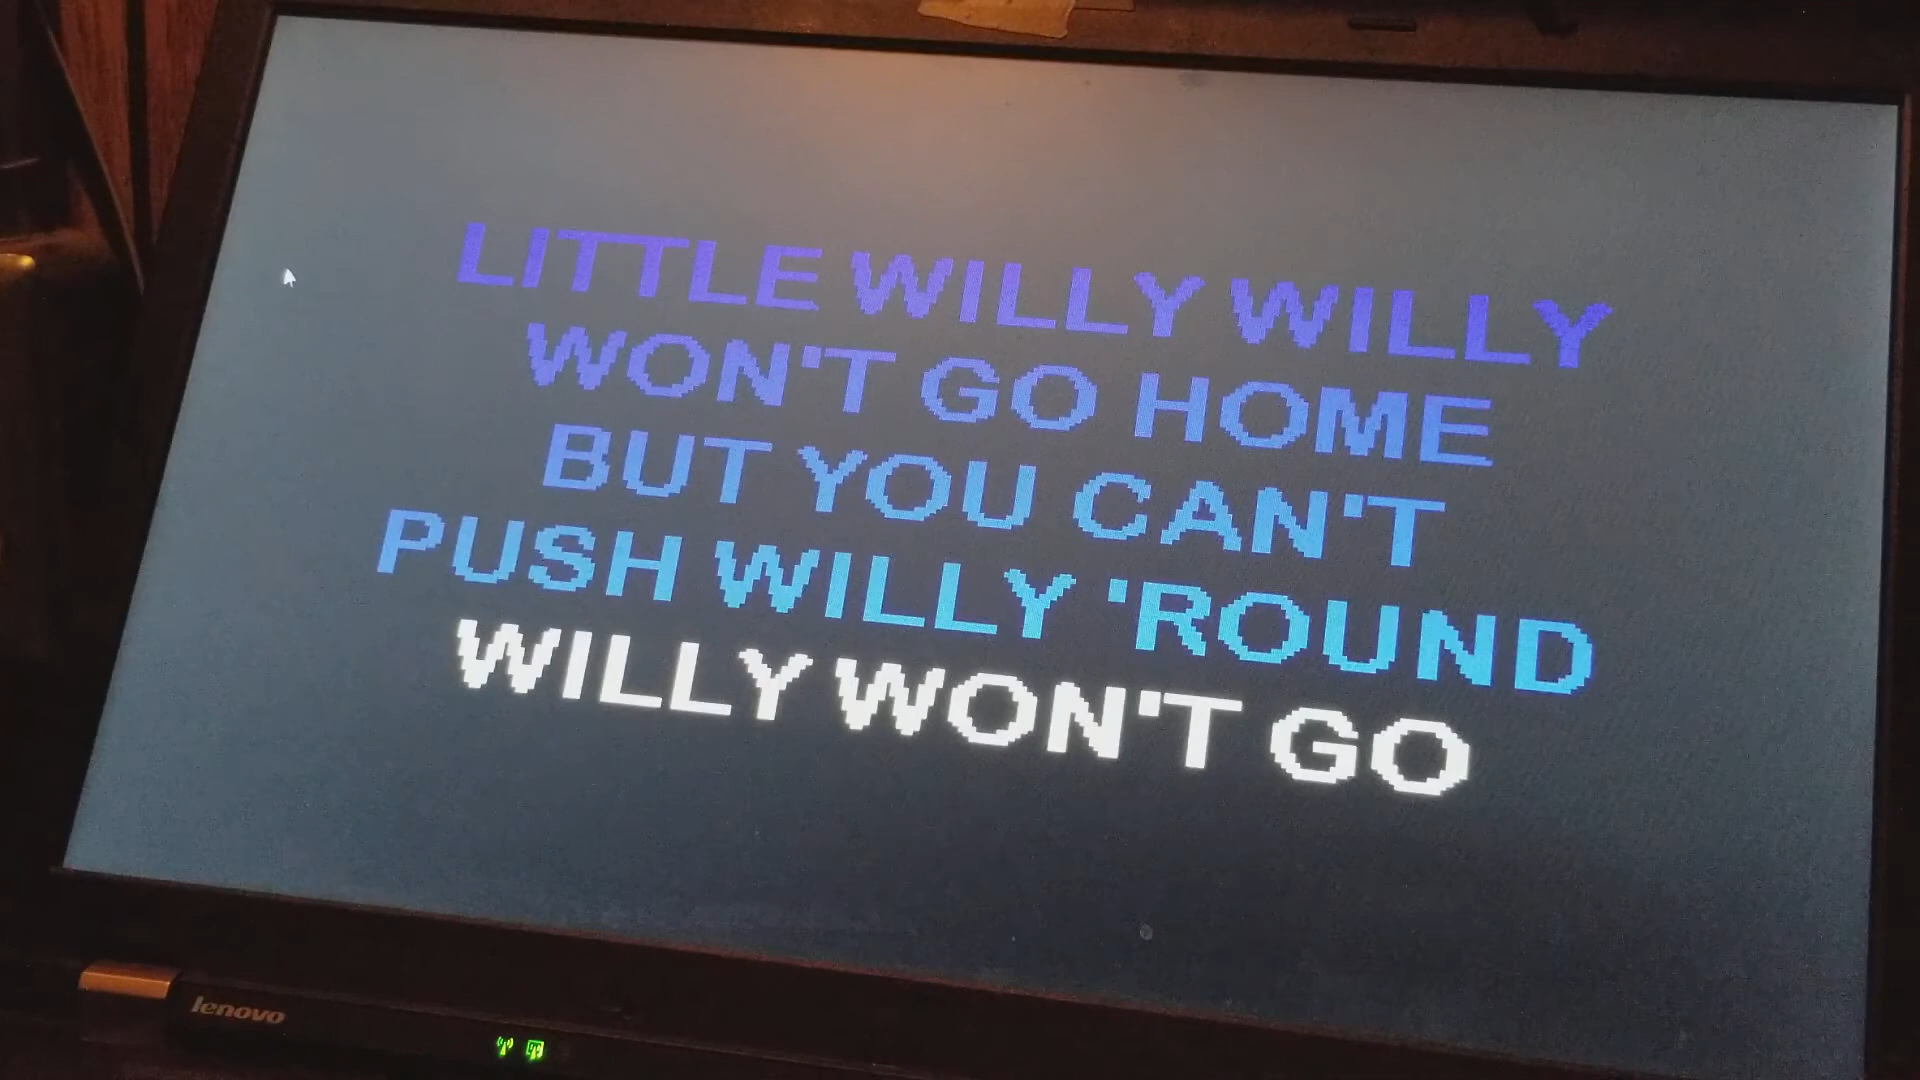 LITTLE WILLY WILLY
WON'T GO HOME
BUT YOU CAN'T
PUSH WILLY 'ROUND
WILLY WON'T GO
lenovo